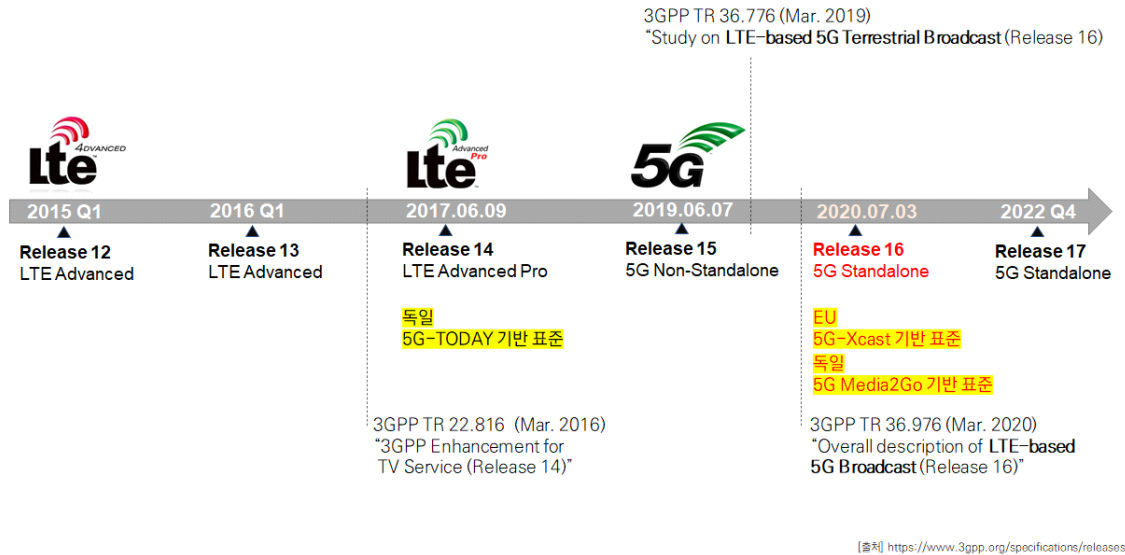 3GPP TR 36.776 (Mar. 2019)
“Study on LTE-based 5G Terrestrial Broadcast (Release 16)
4DVANCED
Lte
Advanced
Pro
Lte
5G
2015 Q1
2016 Q1
2017.06.09
2019.06.07
2020.07.03
2022 Q4
Release 12
LTE Advanced
Release 13
LTE Advanced
Release 14
LTE Advanced Pro
Release 15
5G Non-Standalone
Release 16
5G Standalone
Release 17
5G Standalone
독일
5G-TODAY 기반 표준
EU
5G-Xcast 기반 표준
독일
5G Media2Go 기반 표준
3GPP TR 22.816 (Mar. 2016)
“3GPP Enhancement for
TV Service (Release 14)”
3GPP TR 36.976 (Mar. 2020)
“Overall description of LTE-based
5G Broadcast (Release 16)”
[출처] https://www.3gpp.org/specifications/releases